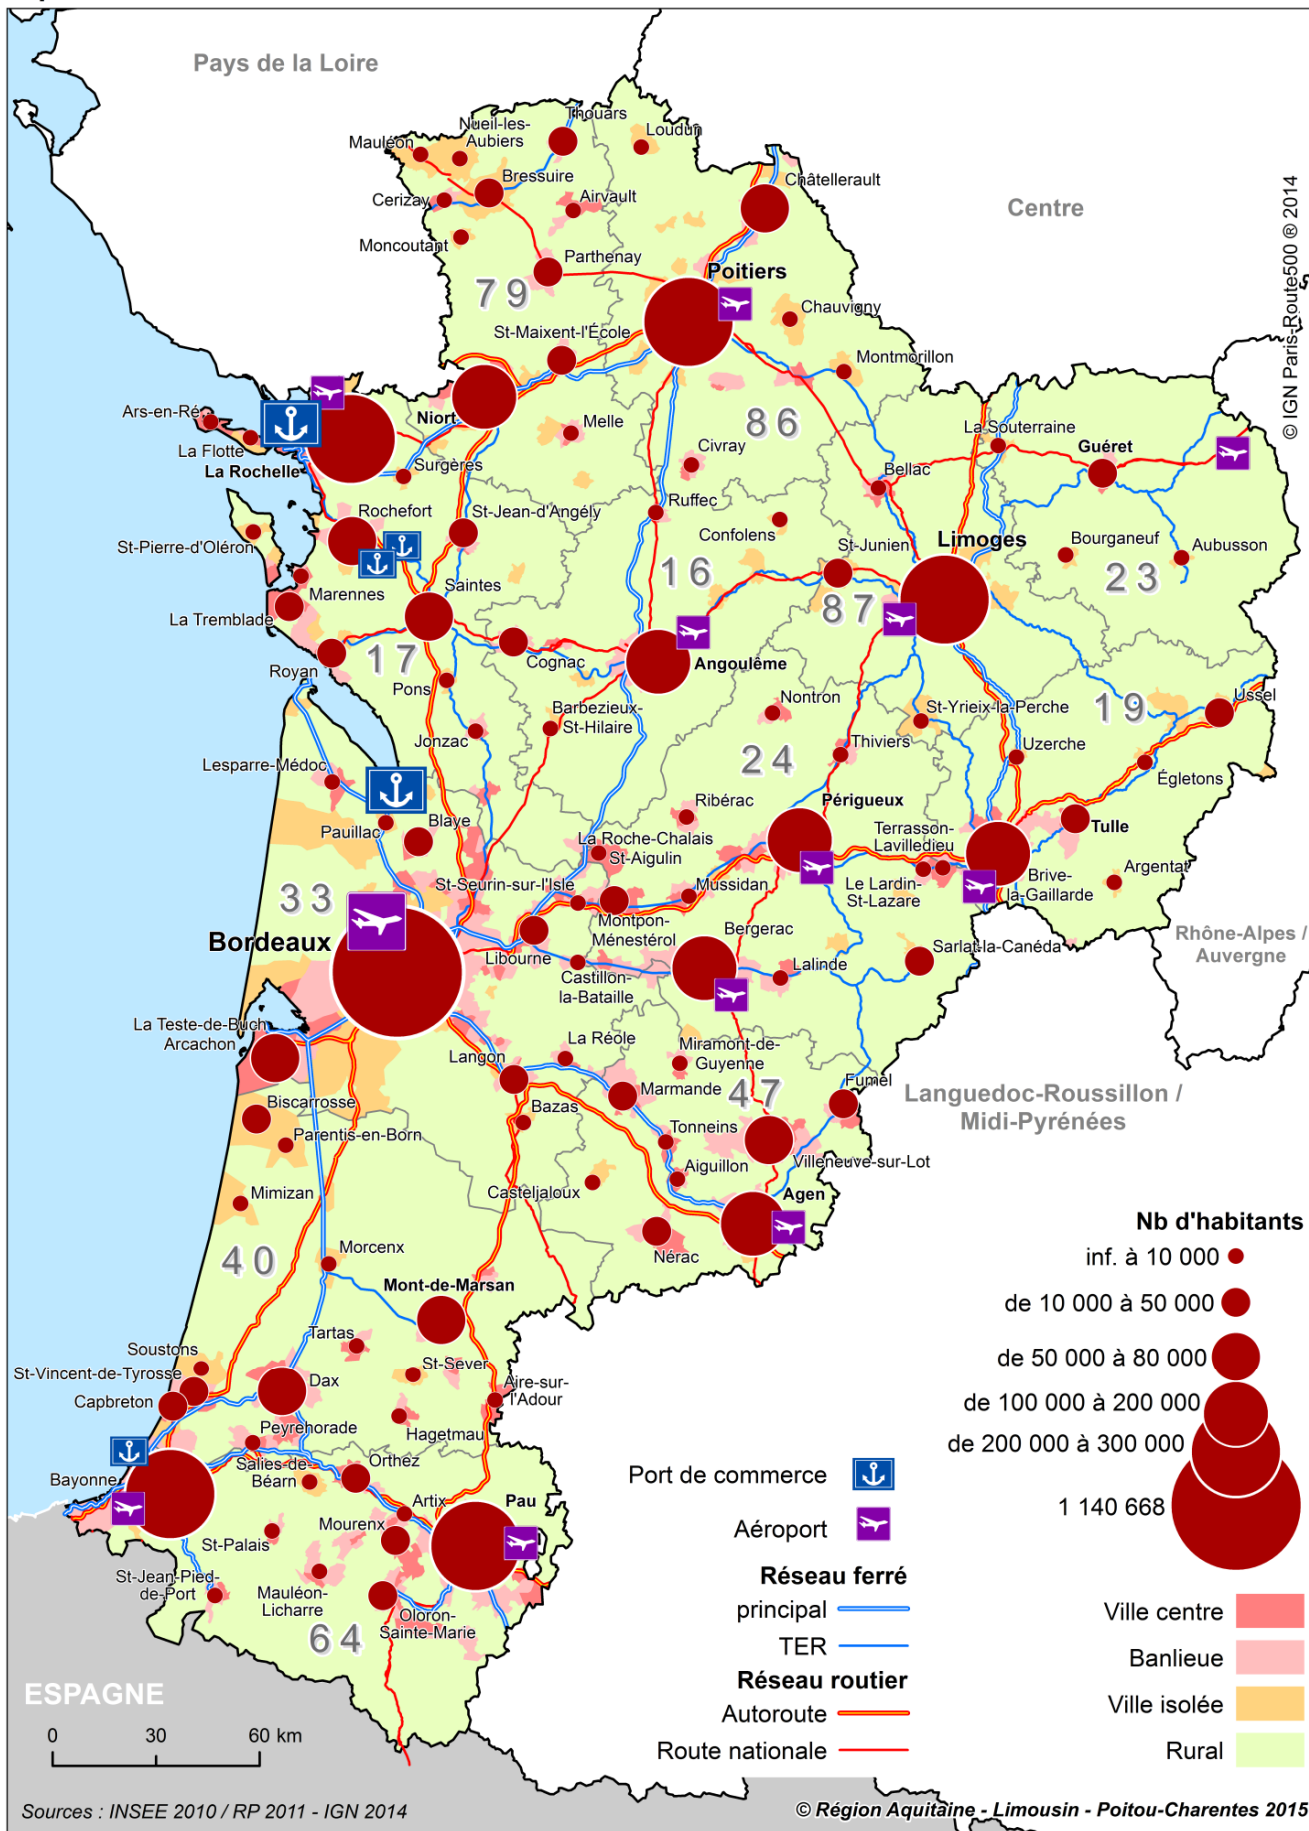 Pays de la Loire
Centre
© IGN Paris-Route500 ® 2014
Thouars
Nueil-les-
Aubiers
Mauléon
Loudun
Bressuire
Châtellerault
Cerizay
Airvault
Moncoutant
Parthenay
Poitiers
79
Chauvigny
St-Maixent-l'École
Montmorillon
Ars-en-Ré
Niort
Melle
86
La Souterraine
La Flotte
Civray
Guéret
La Rochelle
Surgères
Bellac
Rochefort
St-Jean-d'Angély
Ruffec
Confolens
St-Junien
Limoges
Bourganeuf
Aubusson
St-Pierre-d'Oléron
16
23
Marennes
Saintes
87
La Tremblade
17
Cognac
Angoulême
Royan
Pons
Nontron
St-Yrieix-la-Perche
19
Ussel
Barbezieux-
St-Hilaire
Jonzac
24
Thiviers
Uzerche
Lesparre-Médoc
Égletons
Ribérac
Périgueux
Pauillac
Blaye
Terrasson-
Lavilledieu
Tulle
La Roche-Chalais
St-Aigulin
Argentat
33
St-Seurin-sur-l'Isle
Mussidan
Le Lardin-
St-Lazare
Brive-
la-Gaillarde
Montpon-
Ménestérol
Bordeaux
Bergerac
Sarlat-la-Canéda
Rhône-Alpes /
Auvergne
Libourne
Castillon-
la-Bataille
Lalinde
La Teste-de-Buch
Arcachon
La Réole
Miramont-de-
Guyenne
Langon
Marmande
Fumel
47
Languedoc-Roussillon /
Midi-Pyrénées
Biscarrosse
Bazas
Parentis-en-Born
Tonneins
Villeneuve-sur-Lot
Aiguillon
Mimizan
Casteljaloux
Agen
40
Morcenx
Nérac
Mont-de-Marsan
Tartas
Soustons
St-Sever
St-Vincent-de-Tyrosse
Dax
Aire-sur-
l'Adour
Capbreton
Peyrehorade
Hagetmau
Salies-de-
Béarn
Orthez
Bayonne
Artix
Pau
Mourenx
St-Palais
St-Jean-Pied-
de-Port
Mauléon-
Licharre
Oloron-
Sainte-Marie
64
ESPAGNE
0 30 60 km
Nb d'habitants
inf. à 10 000
de 10 000 à 50 000
de 50 000 à 80 000
de 100 000 à 200 000
de 200 000 à 300 000
1 140 668
Port de commerce
Aéroport
Réseau ferré
principal
TER
Réseau routier
Autoroute
Route nationale
Ville centre
Banlieue
Ville isolée
Rural
Sources : INSEE 2010 / RP 2011 - IGN 2014
© Région Aquitaine - Limousin - Poitou-Charentes 2015